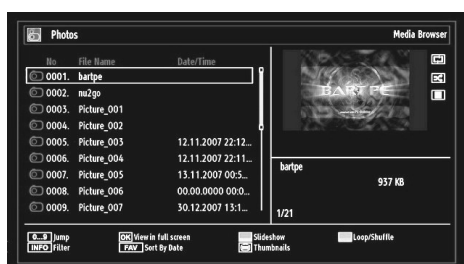 Photos Media Browser
No File Name Date/Time
0001. bartpe
0002. nu2go
0003. Picture_001
0004. Picture_002
0005. Picture_003 12.11.2007 22:12...
0006. Picture_004 12.11.2007 22:11...
0007. Picture_005 13.11.2007 00:5...
0008. Picture_006 00.00.0000 00:0...
0009. Picture_007 30.12.2007 13:1...
BART PE
bartpe
937 KB
1/21
0...9 Jump OK View in full screen Slideshow Loop/Shuffle
INFO Filter FAV Sort By Date Thumbnails